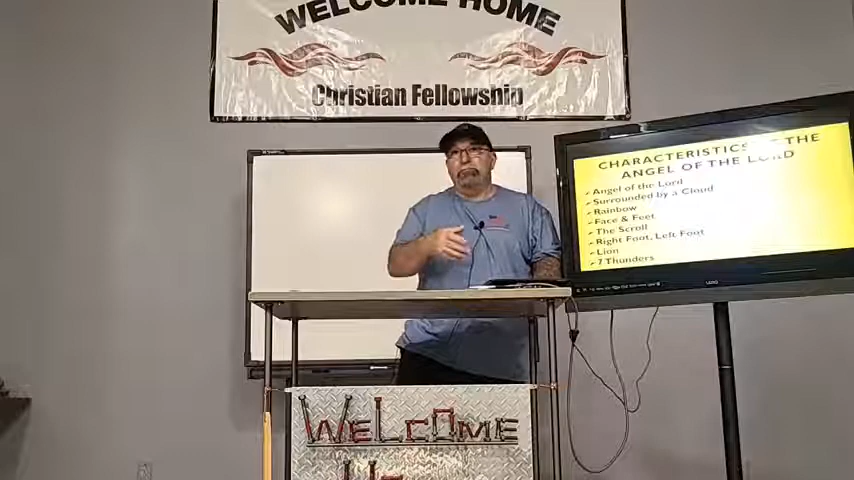 WELCOME HOME
Christian Fellowship
CHARACTERISTICS THE
ANGEL OF THE LORD
Angel of the Lord
Surrounded by a Cloud
Rainbow
Face & Feet
The Scroll
Right Foot, Left Foot
Lion
7 Thunders
WELCOME